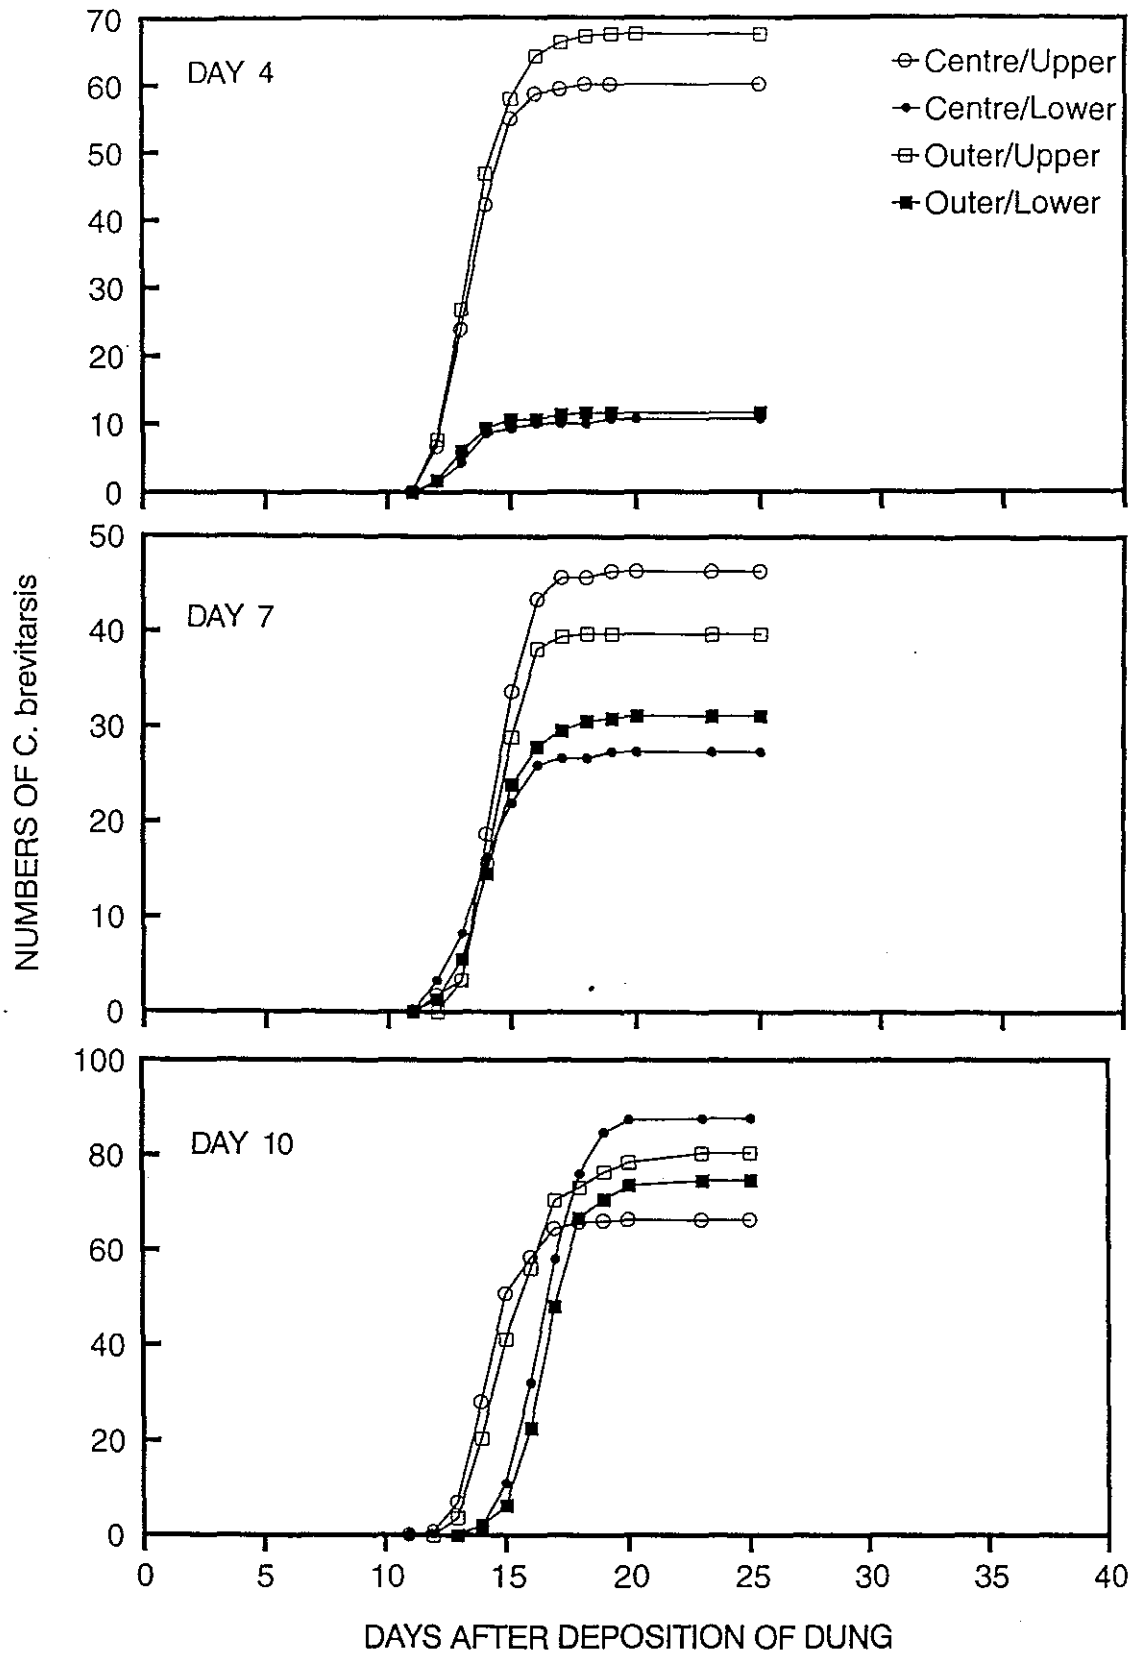 70
60
50
40
30
20
10
0
DAY 4
Centre/Upper
Centre/Lower
Outer/Upper
Outer/Lower
50
40
30
20
10
0
DAY 7
NUMBERS OF C. brevitarsis
100
80
60
40
20
0
DAY 10
0 5 10 15 20 25 30 35 40
DAYS AFTER DEPOSITION OF DUNG